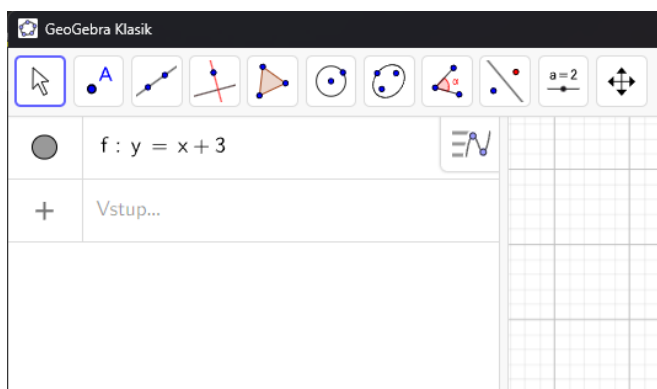 GeoGebra Klasik
A
α
a = 2
f : y = x + 3
Vstup...